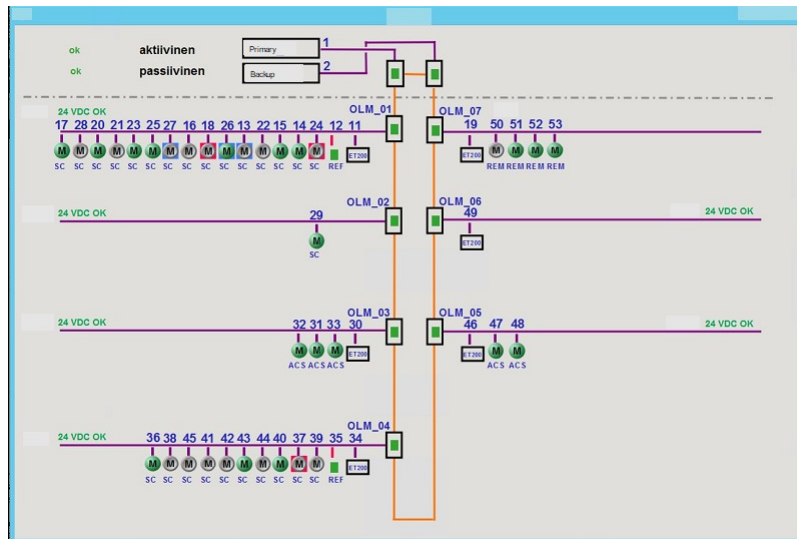 ok aktiivinen Primary 1
ok passiivinen Backup 2
24 VDC OK OLM_01 OLM_07
17 28 20 21 23 25 27 16 18 26 13 22 15 14 24 12 11 19 50 51 52 53
M M M M M M M M M M M M M M M ET200 ET200 M M M M
SC SC SC SC SC SC SC SC SC SC SC SC SC SC SC REF REM REM REM REM
OLM_02 OLM_06
24 VDC OK 29 49 24 VDC OK
M ET200
SC
OLM_03 OLM_05
24 VDC OK 32 31 33 30 46 47 48 24 VDC OK
M M M ET200 ET200 M M
ACS ACS ACS ACS ACS
OLM_04
24 VDC OK 36 38 45 41 42 43 44 40 37 39 35 34
M M M M M M M M M M ET200
SC SC SC SC SC SC SC SC SC SC REF